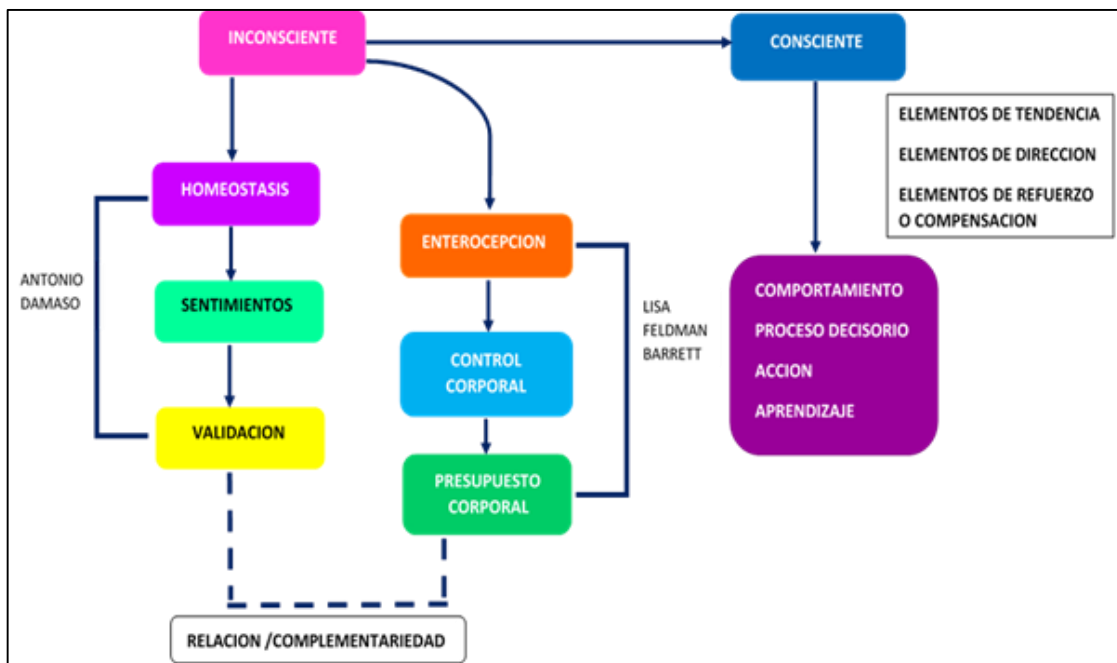 INCONSCIENTE
CONSCIENTE
ELEMENTOS DE TENDENCIA
ELEMENTOS DE DIRECCION
ELEMENTOS DE REFUERZO
O COMPENSACION
HOMEOSTASIS
ENTEROCEPCION
ANTONIO
DAMASO
SENTIMIENTOS
LISA
FELDMAN
BARRETT
COMPORTAMIENTO
PROCESO DECISORIO
ACCION
APRENDIZAJE
CONTROL
CORPORAL
VALIDACION
PRESUPUESTO
CORPORAL
RELACION /COMPLEMENTARIEDAD